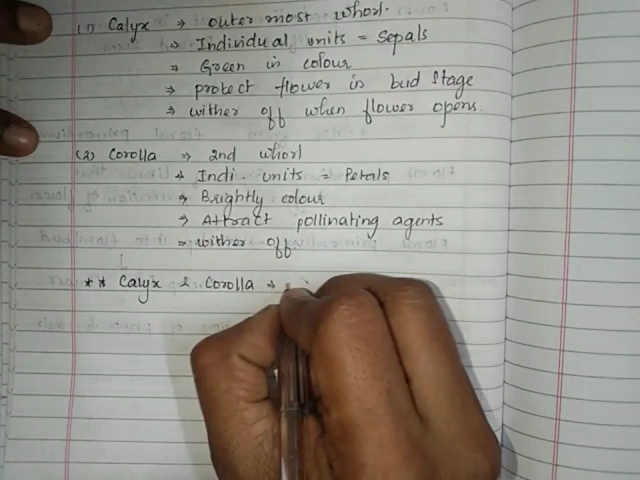 (1) Calyx → outer most whorl.
→ Individual units = Sepals
→ Green in colour
→ protect flower in bud stage
→ wither off when flower opens.
(2) Corolla → 2nd whorl
→ Indi. units = Petals
→ Brightly colour
→ Attract pollinating agents
→ wither off.
** Calyx & Corolla →